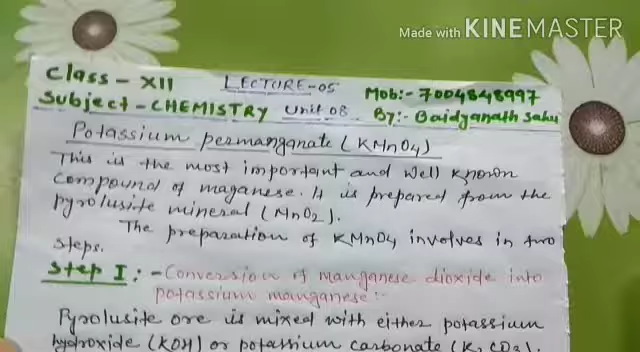 Made with KINEMASTER
Class - XII LECTURE-05 Mob:- 7004848997
Subject - CHEMISTRY Unit 08. By:- Baidyanath Sahu
Potassium permanganate (KMnO4)
This is the most important and well known
compound of maganese. It is prepared from the
pyrolusite mineral (MnO2).
The preparation of KMnO4 involves in two
steps.
Step I : - Conversion of manganese dioxide into
potassium manganese :-
Pyrolusite ore is mixed with either potassium
hydroxide (KOH) or potassium carbonate (K2CO3).